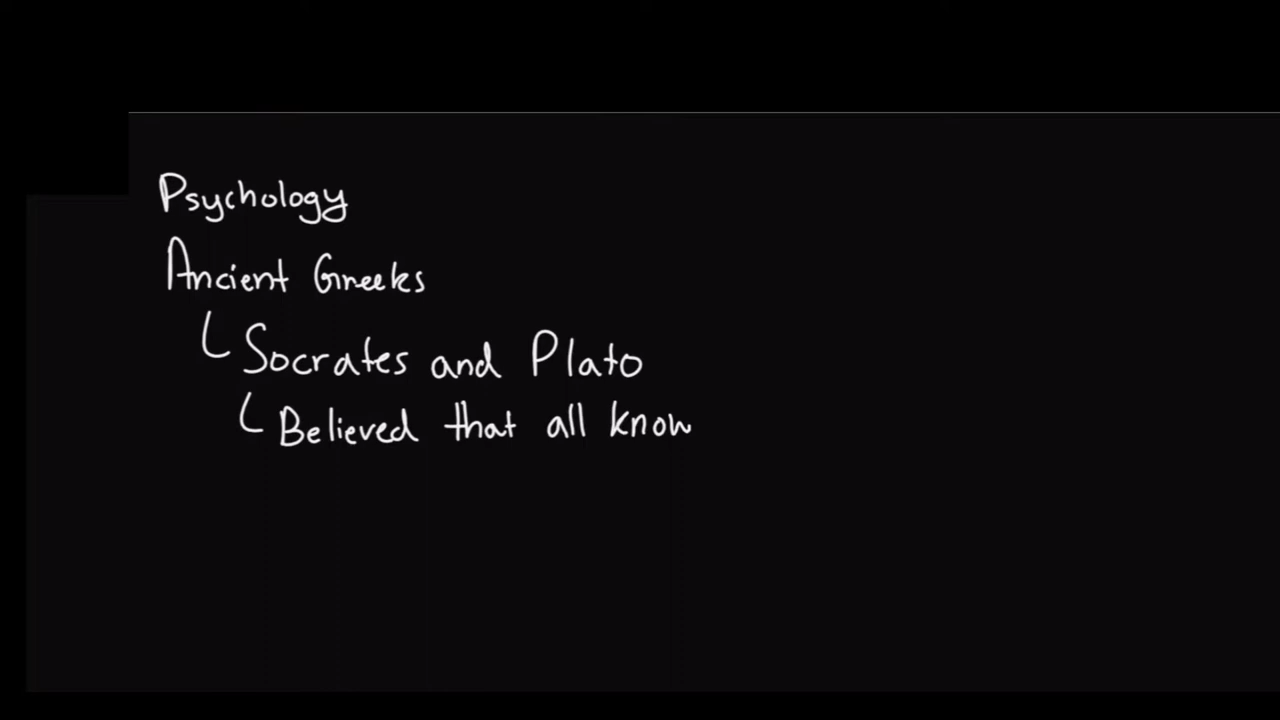 Psychology
Ancient Greeks
Socrates and Plato
Believed that all know